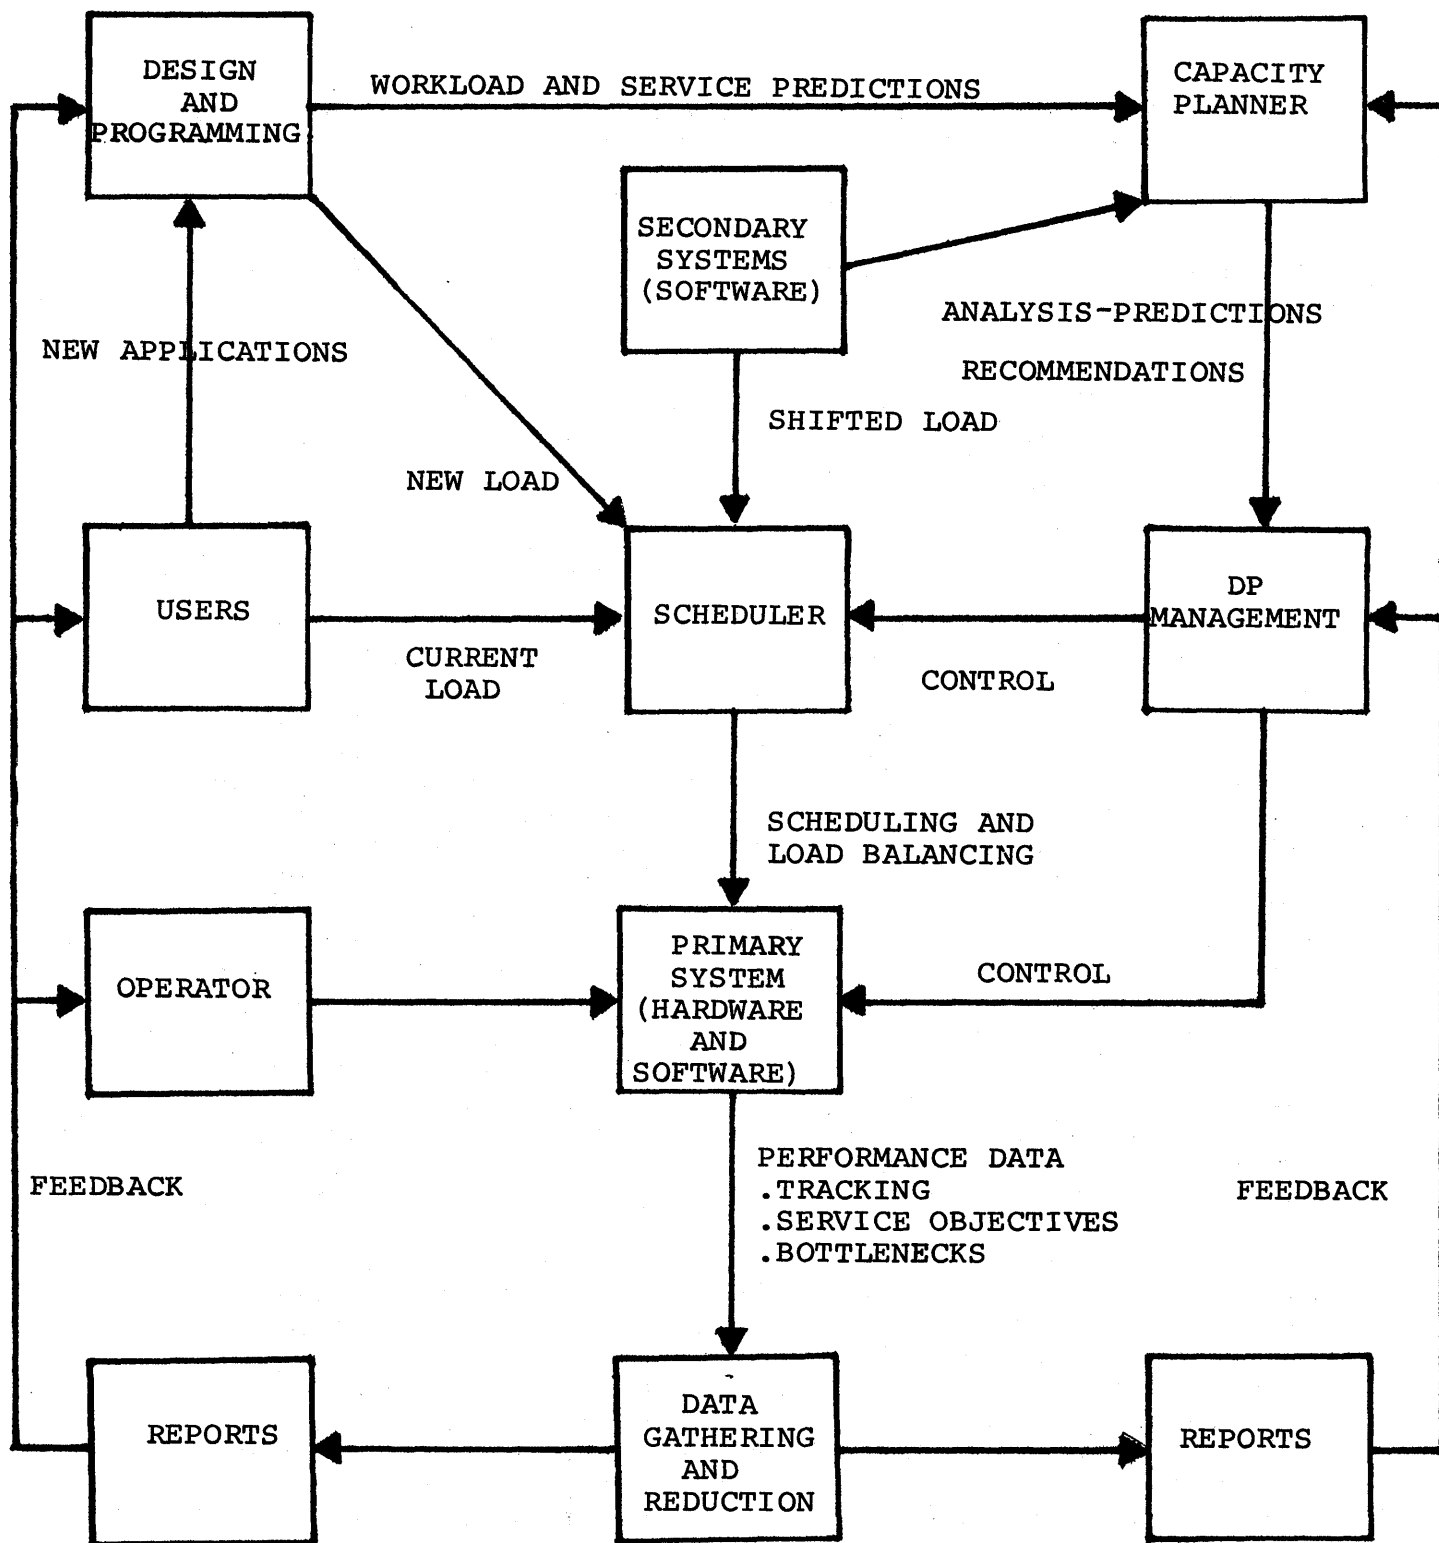 DESIGN
AND
PROGRAMMING
WORKLOAD AND SERVICE PREDICTIONS
CAPACITY
PLANNER
SECONDARY
SYSTEMS
(SOFTWARE)
ANALYSIS-PREDICTIONS
RECOMMENDATIONS
NEW APPLICATIONS
SHIFTED LOAD
NEW LOAD
USERS
CURRENT
LOAD
SCHEDULER
CONTROL
DP
MANAGEMENT
SCHEDULING AND
LOAD BALANCING
OPERATOR
PRIMARY
SYSTEM
(HARDWARE
AND
SOFTWARE)
CONTROL
FEEDBACK
PERFORMANCE DATA
.TRACKING
.SERVICE OBJECTIVES
.BOTTLENECKS
FEEDBACK
REPORTS
DATA
GATHERING
AND
REDUCTION
REPORTS